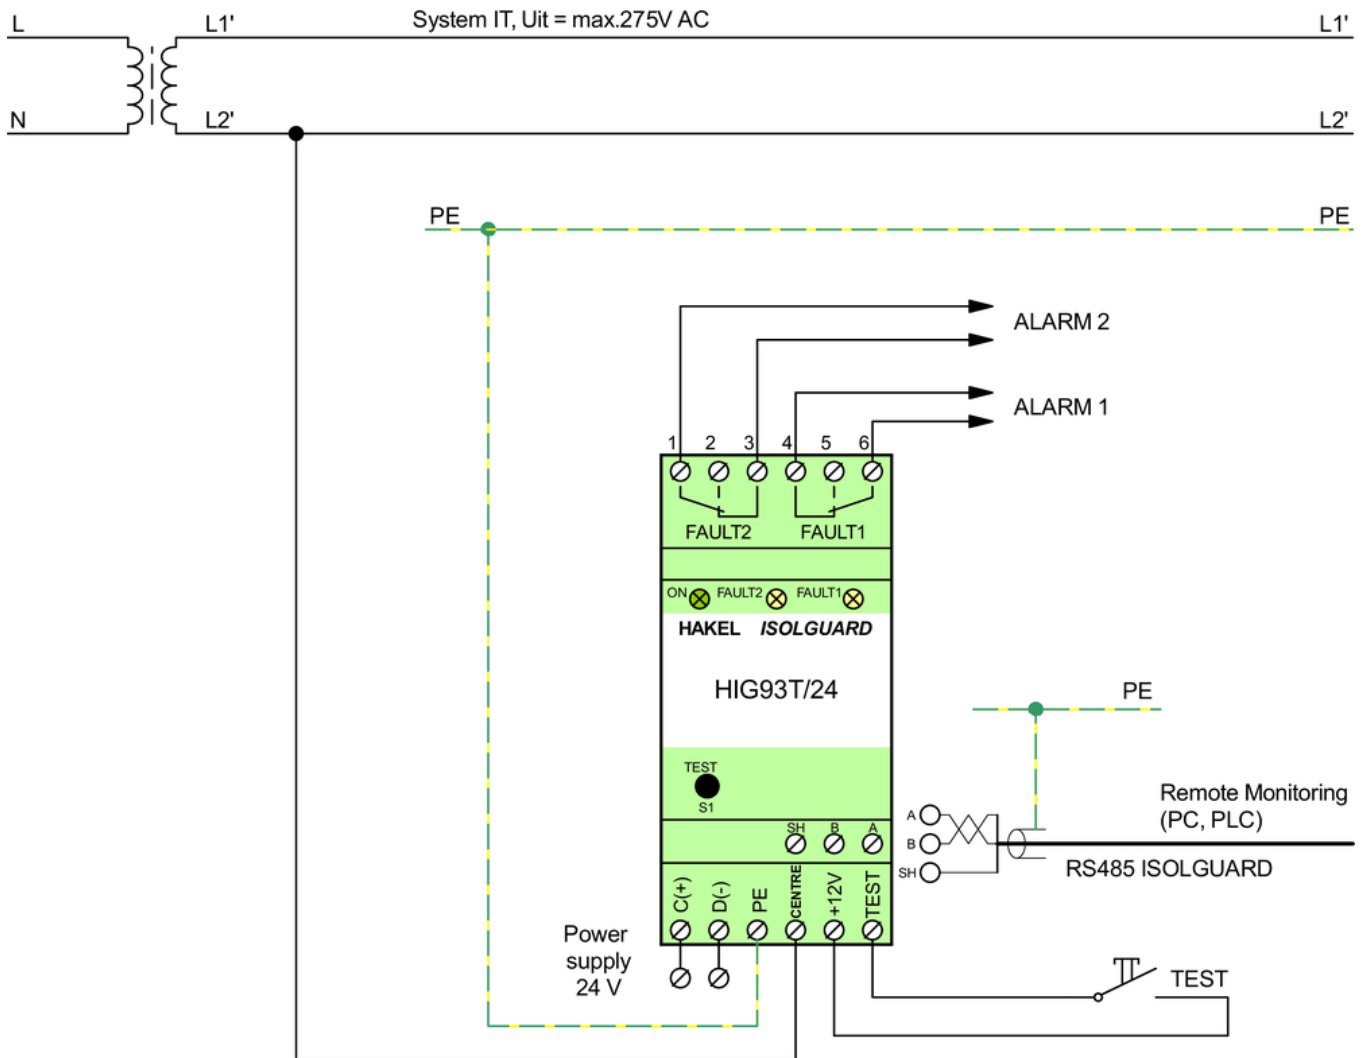 L L1' System IT, Uit = max.275V AC L1'
N L2' L2'
PE PE
ALARM 2
ALARM 1
1 2 3 4 5 6
FAULT2 FAULT1
ON FAULT2 FAULT1
HAKEL ISOLGUARD
HIG93T/24
PE
TEST
S1
Remote Monitoring
(PC, PLC)
A
B
SH
RS485 ISOLGUARD
SH B A
C(+) D(-) PE CENTRE +12V TEST
Power
supply
24 V
TEST